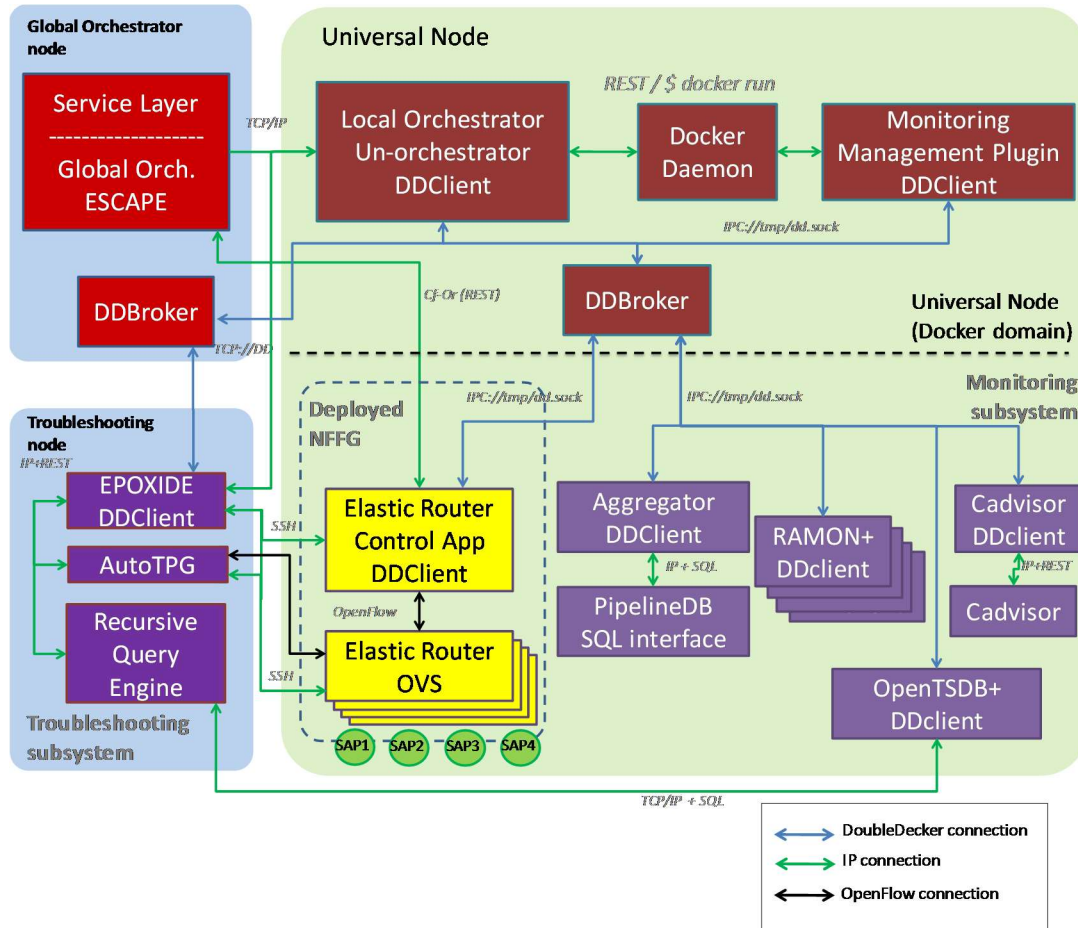 Global Orchestrator
node
Service Layer
-------------------
Global Orch.
ESCAPE
DDBroker
TCP/IP
TCP://DD
Universal Node
REST / $ docker run
Local Orchestrator
Un-orchestrator
DDClient
Docker
Daemon
Monitoring
Management Plugin
DDClient
IPC://tmp/dd.sock
Cf-Or (REST)
DDBroker
Universal Node
(Docker domain)
Troubleshooting
node
IP+REST
EPOXIDE
DDClient
AutoTPG
Recursive
Query
Engine
Troubleshooting
subsystem
SSH
SSH
Deployed
NFFG
IPC://tmp/dd.sock
Elastic Router
Control App
DDClient
OpenFlow
Elastic Router
OVS
SAP1
SAP2
SAP3
SAP4
IPC://tmp/dd.sock
Monitoring
subsystem
Aggregator
DDClient
IP + SQL
PipelineDB
SQL interface
RAMON+
DDclient
Cadvisor
DDclient
IP+REST
Cadvisor
OpenTSDB+
DDclient
TCP/IP + SQL
DoubleDecker connection
IP connection
OpenFlow connection